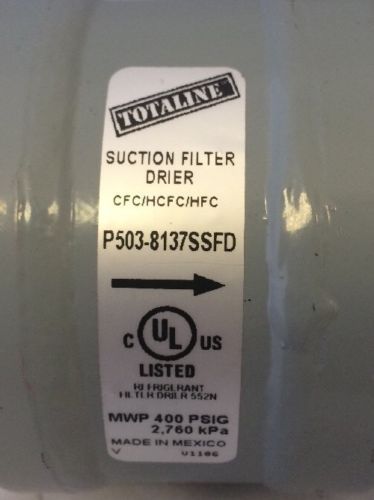 TOTALINE
SUCTION FILTER
DRIER
CFC/HCFC/HFC
P503-8137SSFD
C UL US
LISTED
REFRIGERANT
FILTER DRIER 552N
MWP 400 PSIG
2,760 kPa
MADE IN MEXICO
V U1106